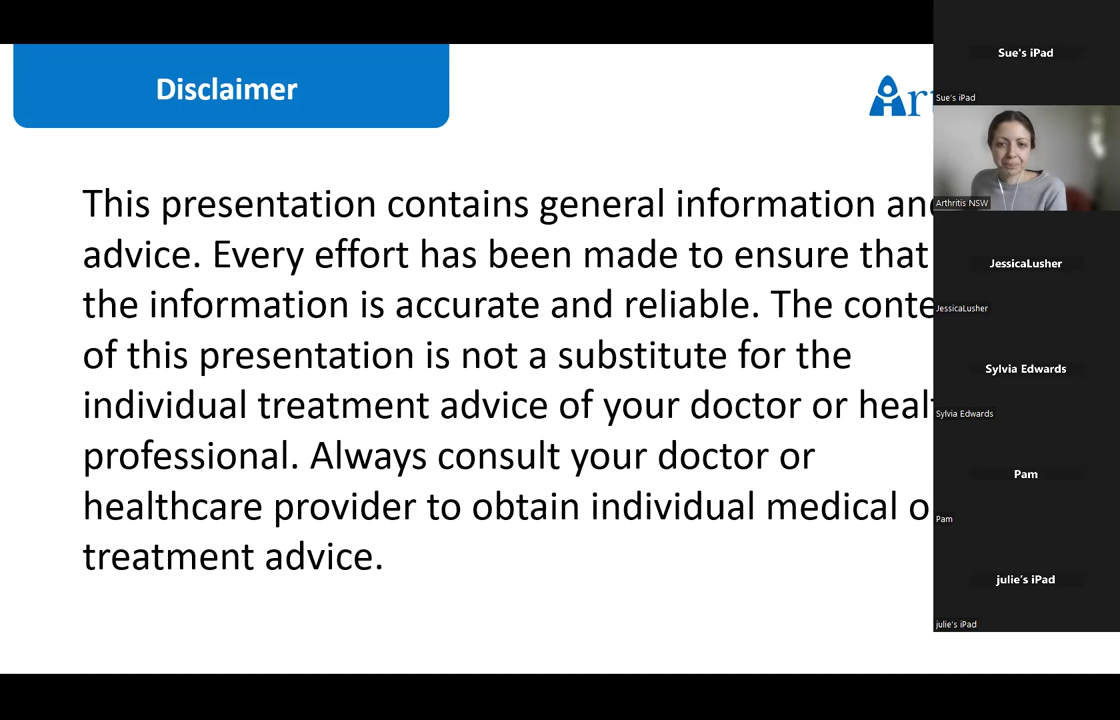 Disclaimer
This presentation contains general information
advice. Every effort has been made to ensure that
the information is accurate and reliable. The
of this presentation is not a substitute for the
individual treatment advice of your doctor or
professional. Always consult your doctor or
healthcare provider to obtain individual medical
treatment advice.
Sue's iPad
Sue's iPad
Arthritis NSW
JessicaLusher
JessicaLusher
Sylvia Edwards
Sylvia Edwards
Pam
Pam
julie's iPad
julie's iPad